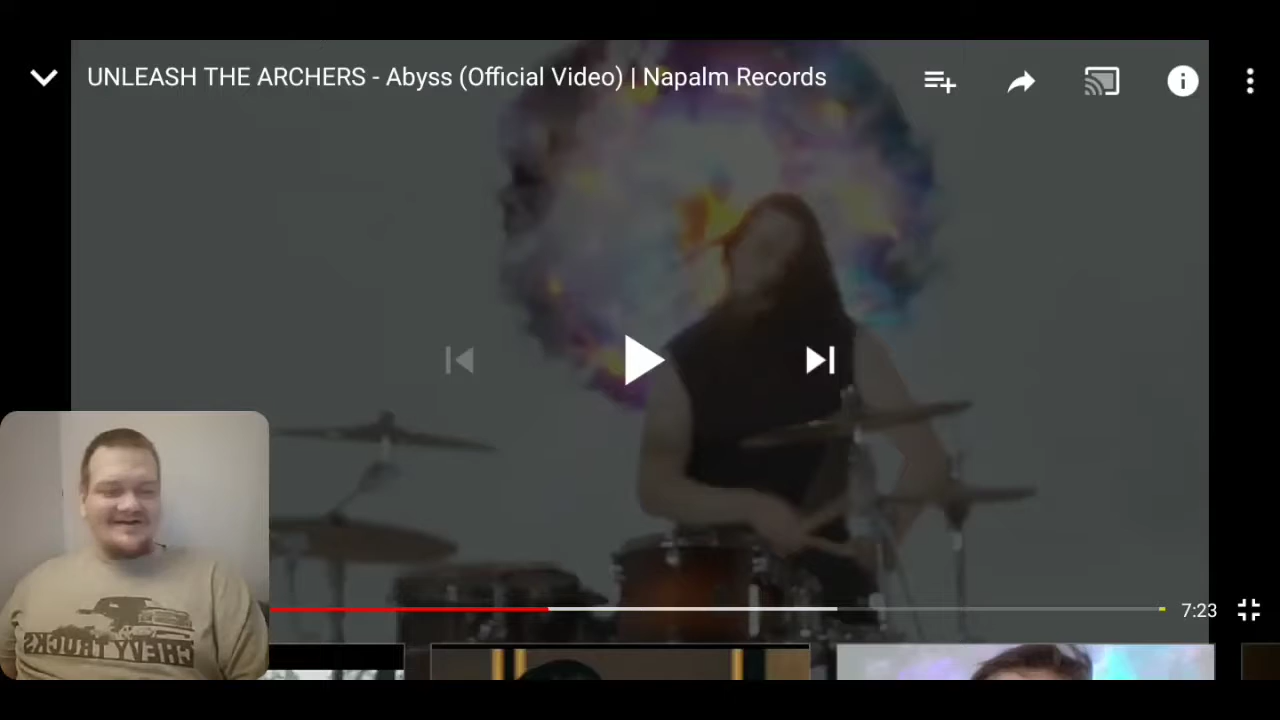 UNLEASH THE ARCHERS - Abyss (Official Video) | Napalm Records
7:23
CHEVY TRUCKS